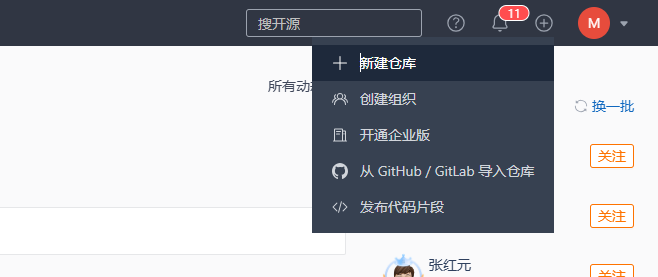 搜开源
11
M
新建仓库
所有动
创建组织
换一批
开通企业版
关注
从 GitHub / GitLab 导入仓库
发布代码片段
关注
张红元
关注